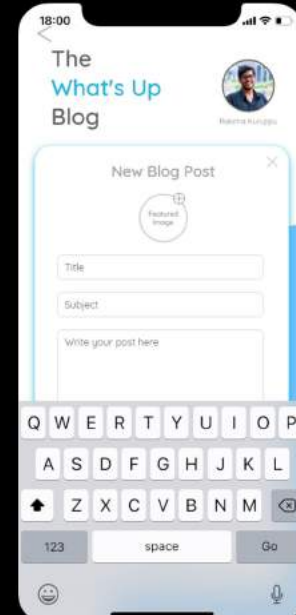 18:00
The
What's Up
Blog
New Blog Post
Featured
Image
Title
Subject
Write your post here
Q W E R T Y U I O P
A S D F G H J K L
Z X C V B N M
123 space Go